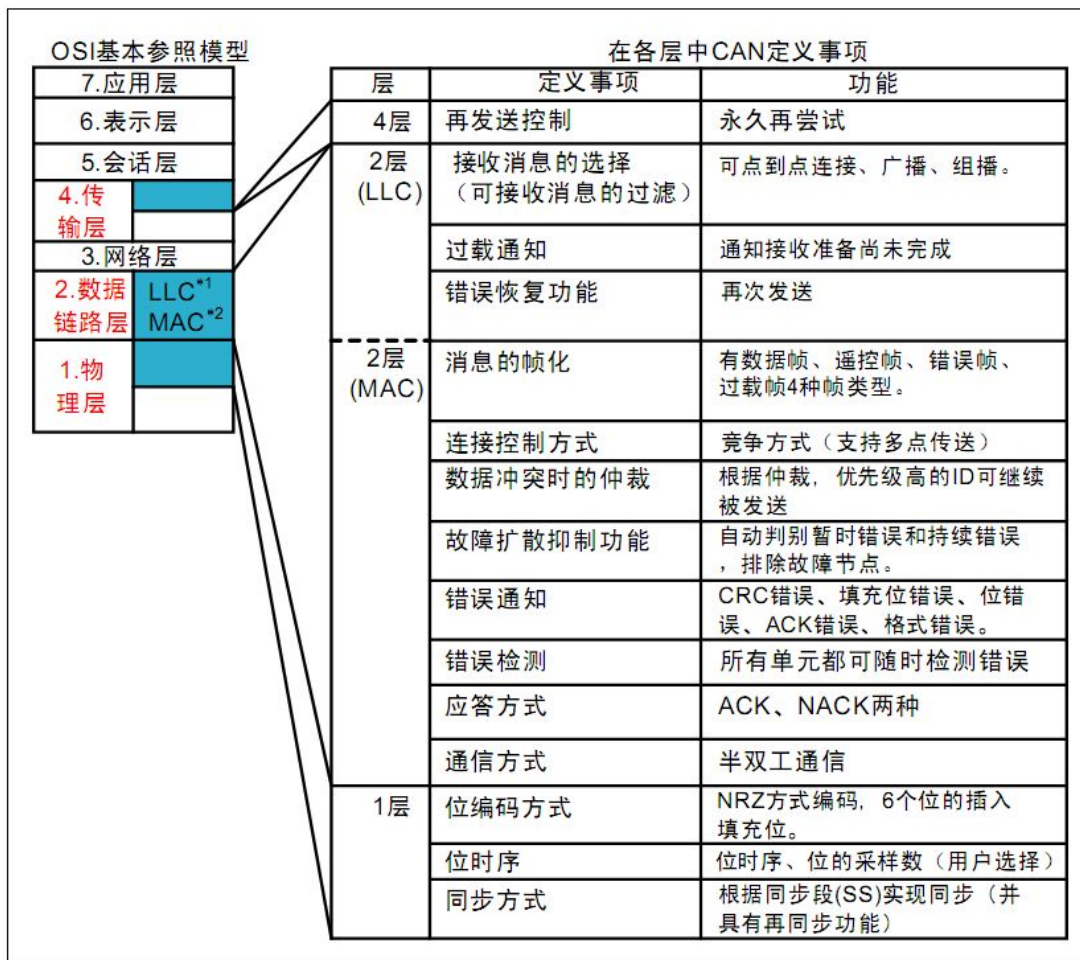 OSI基本参照模型
7.应用层
6.表示层
5.会话层
4.传
输层
3.网络层
2.数据
链路层
LLC*1
MAC*2
1.物
理层
在各层中CAN定义事项
层 定义事项 功能
4层 再发送控制 永久再尝试
2层
(LLC)
接收消息的选择
（可接收消息的过滤）
可点到点连接、广播、组播。
过载通知 通知接收准备尚未完成
错误恢复功能 再次发送
2层
(MAC)
消息的帧化
有数据帧、遥控帧、错误帧、
过载帧4种帧类型。
连接控制方式 竞争方式（支持多点传送）
数据冲突时的仲裁
根据仲裁，优先级高的ID可继续
被发送
故障扩散抑制功能
自动判别暂时错误和持续错误
，排除故障节点。
错误通知
CRC错误、填充位错误、位错
误、ACK错误、格式错误。
错误检测 所有单元都可随时检测错误
应答方式 ACK、NACK两种
通信方式 半双工通信
1层
位编码方式
NRZ方式编码，6个位的插入
填充位。
位时序 位时序、位的采样数（用户选择）
同步方式
根据同步段(SS)实现同步（并
具有再同步功能）